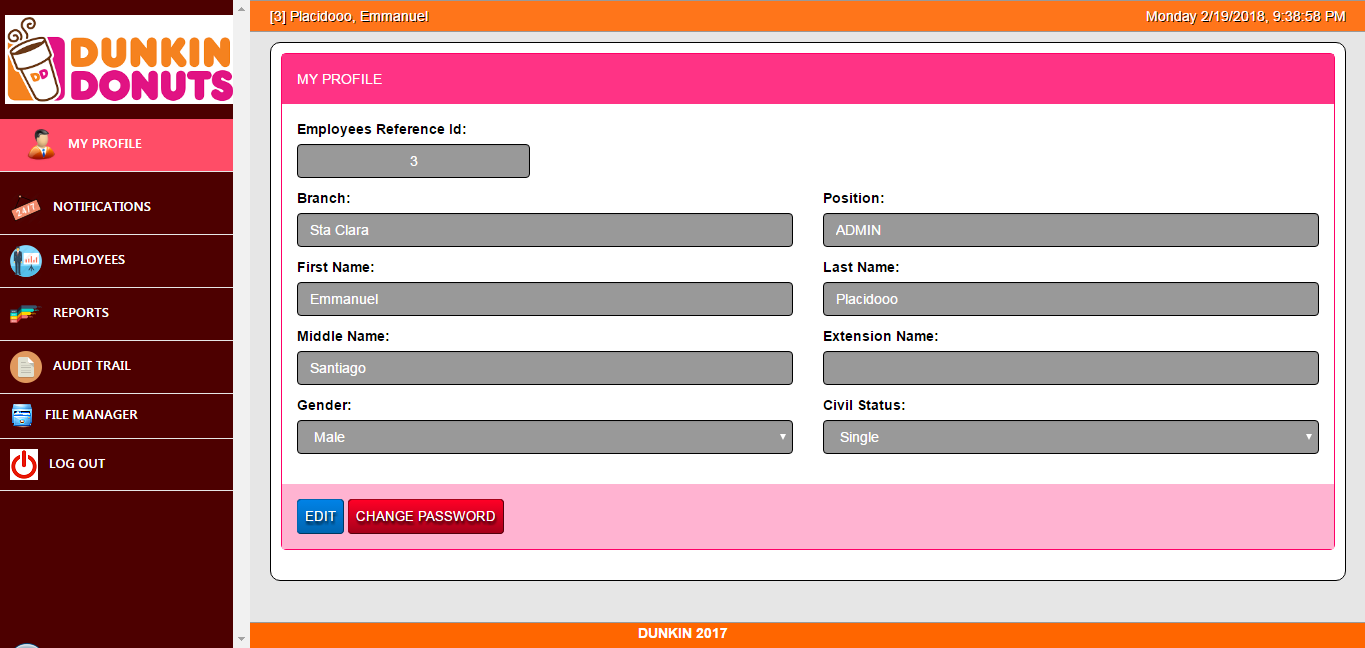 [3] Placidooo, Emmanuel
Monday 2/19/2018, 9:38:58 PM
DUNKIN
DONUTS
DD
MY PROFILE
24/7
NOTIFICATIONS
EMPLOYEES
REPORTS
AUDIT TRAIL
FILE MANAGER
LOG OUT
MY PROFILE
Employees Reference Id:
3
Branch:
Position:
Sta Clara
ADMIN
First Name:
Last Name:
Emmanuel
Placidooo
Middle Name:
Extension Name:
Santiago
Gender:
Civil Status:
Male
Single
EDIT
CHANGE PASSWORD
DUNKIN 2017